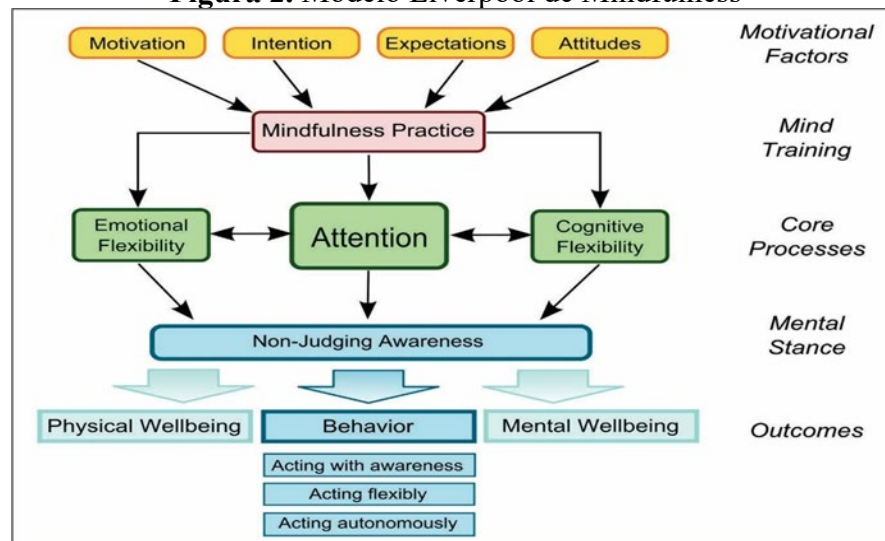 Figura 2. Modelo Liverpool de Mindfulness
Motivation
Intention
Expectations
Attitudes
Motivational
Factors
Mindfulness Practice
Mind
Training
Emotional
Flexibility
Attention
Cognitive
Flexibility
Core
Processes
Non-Judging Awareness
Mental
Stance
Physical Wellbeing
Behavior
Mental Wellbeing
Outcomes
Acting with awareness
Acting flexibly
Acting autonomously